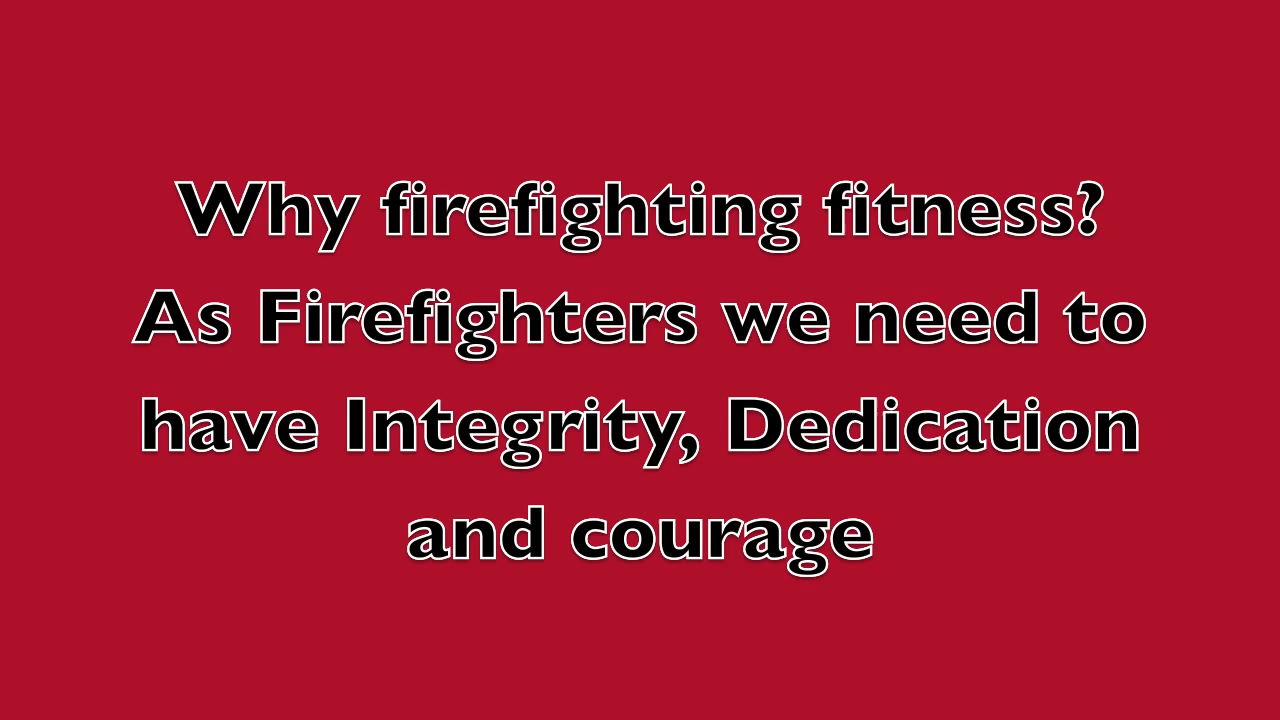 Why firefighting fitness?
As Firefighters we need to
have Integrity, Dedication
and courage